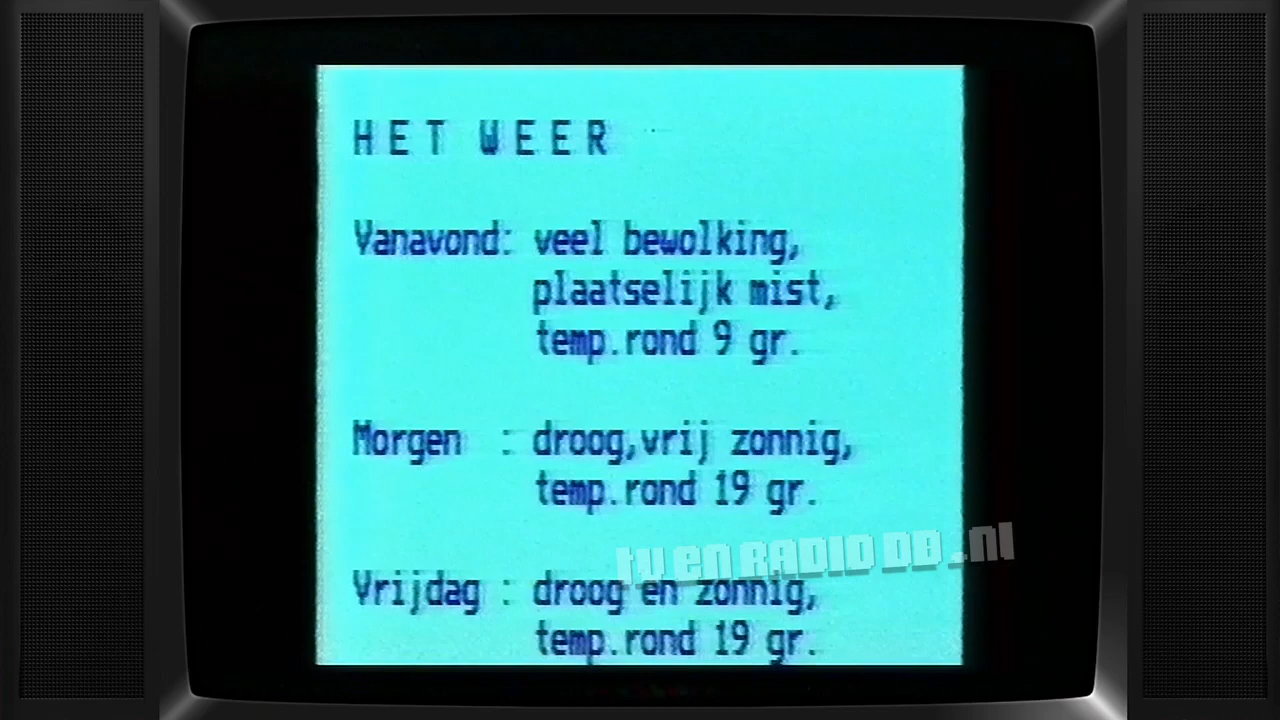 HET WEER
Vanavond: veel bewolking,
plaatselijk mist,
temp.rond 9 gr.
Morgen : droog,vrij zonnig,
temp.rond 19 gr.
tv en RADIO DB.nl
Vrijdag : droog en zonnig,
temp.rond 19 gr.